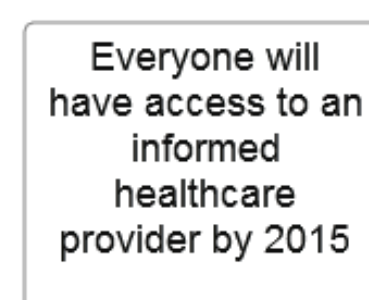 Everyone will
have access to an
informed
healthcare
provider by 2015